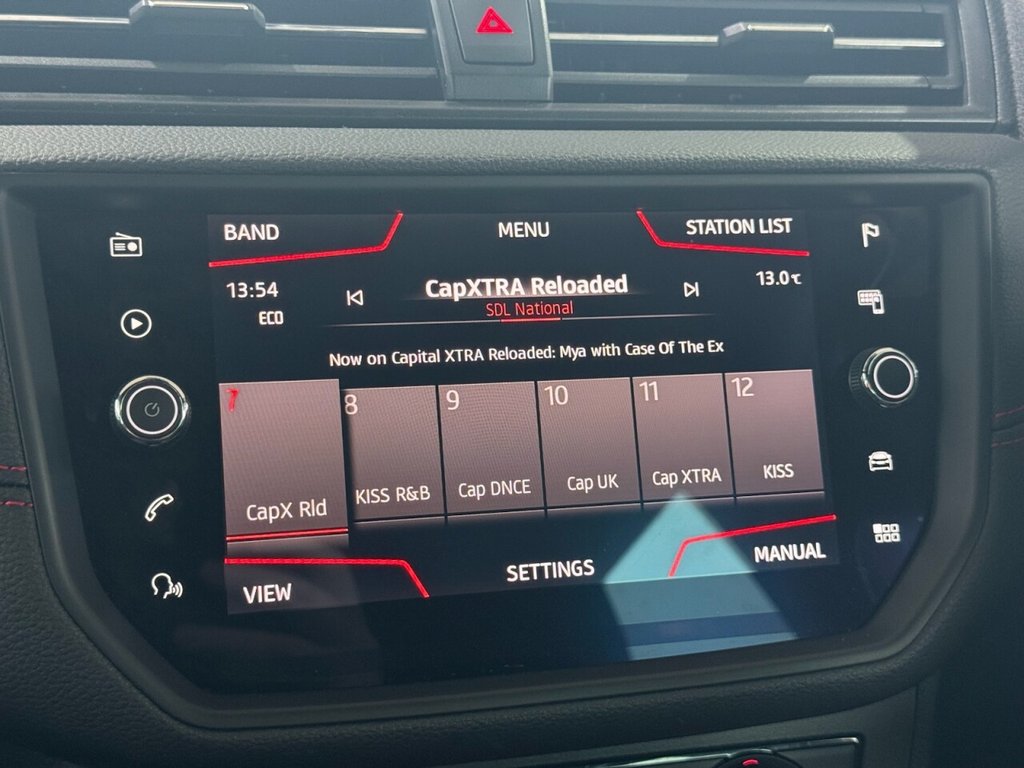 BAND
MENU
STATION LIST
13:54
CapXTRA Reloaded
13.0℃
ECO
SDL National
Now on Capital XTRA Reloaded: Mya with Case Of The Ex
7
8
9
10
11
12
CapX Rld
KISS R&B
Cap DNCE
Cap UK
Cap XTRA
KISS
VIEW
SETTINGS
MANUAL